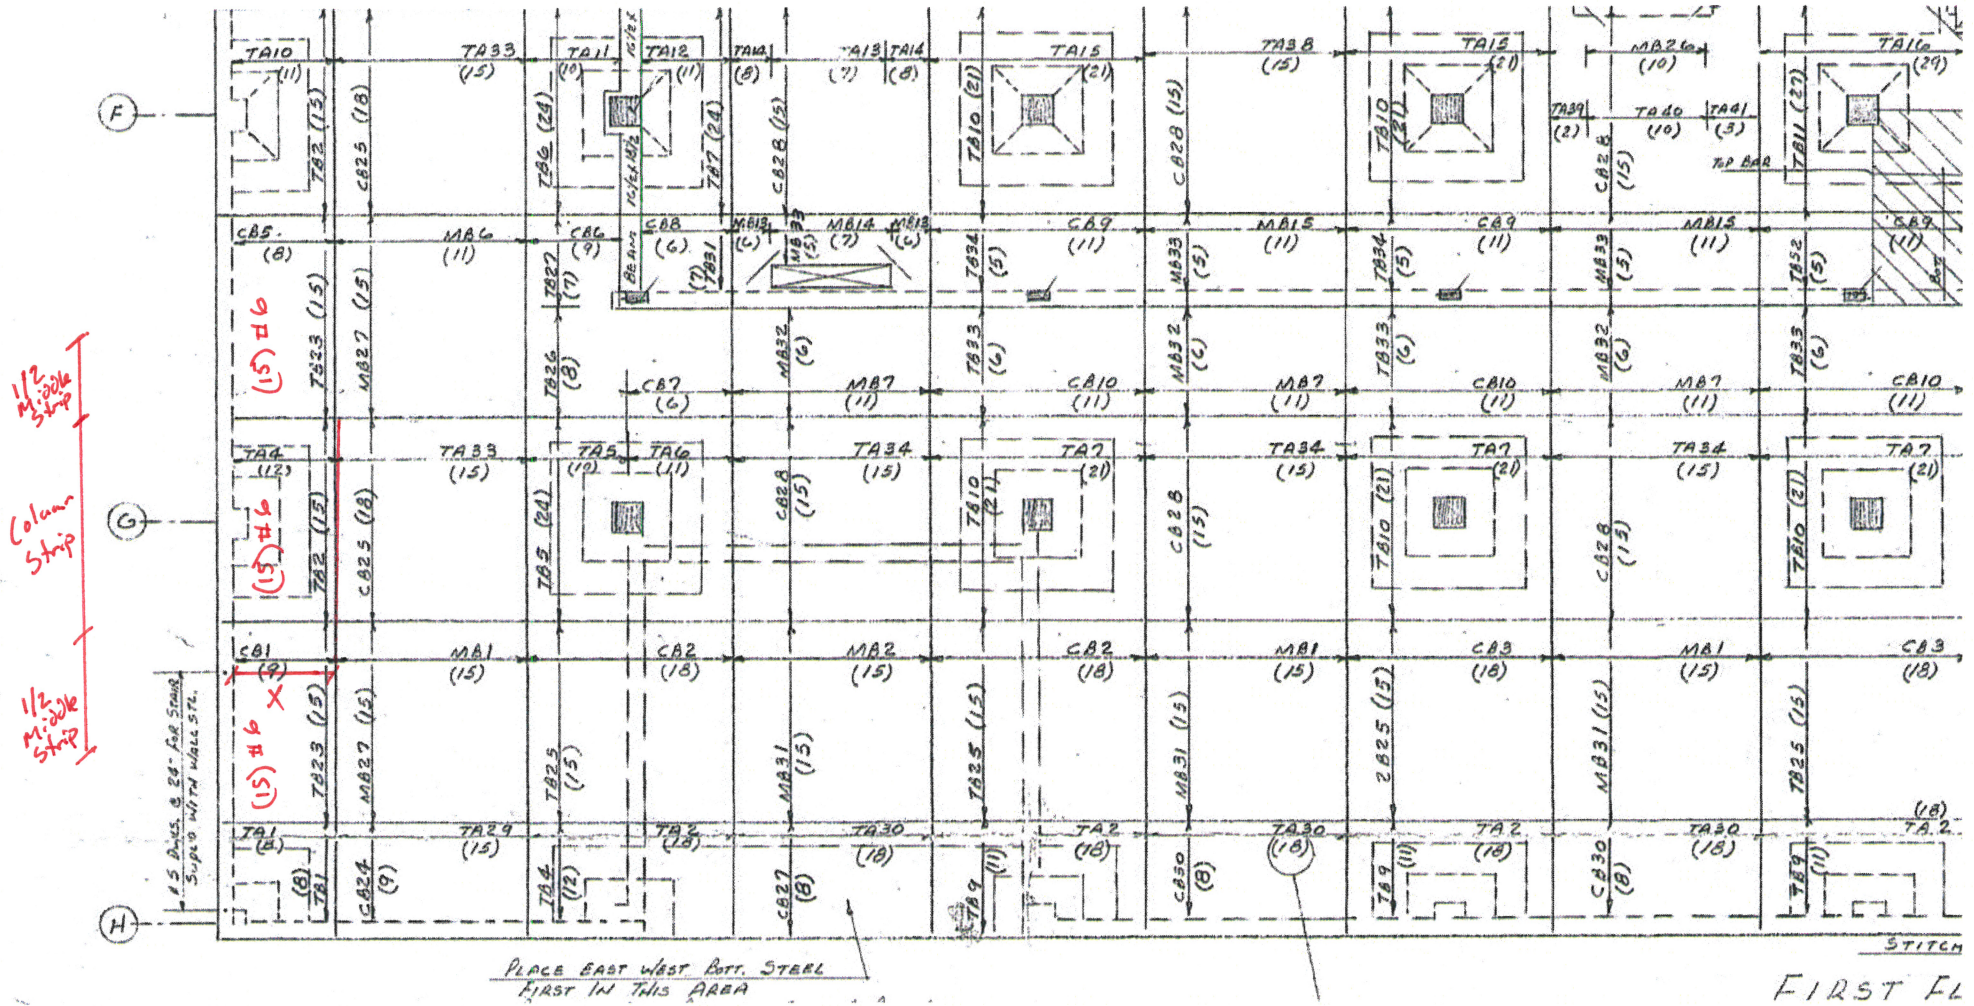 TA10
(11)
TA33
(15)
TA11
(10)
TA12
(11)
TA14
(8)
TA13
(7)
TA14
(8)
TA15
(21)
TA38
(15)
TA15
(21)
MB26
(10)
TA16
(29)
F
TB2 (15)
CB25 (18)
TB6 (24)
BEAM 16/2X18/2
TB7 (24)
CB28 (15)
TB10 (21)
CB28 (15)
TB10
(21)
TA39
(2)
TA40
(10)
TA41
(3)
CB28
(15)
TOP BAR
TB11 (27)
CB5
(8)
MB6
(11)
CB6
(9)
CB8
(6)
MB13
(6)
MB14
(7)
MB13
(6)
CB9
(11)
MB15
(11)
CB9
(11)
MB15
(11)
CB9
(11)
TB23 (15)
MB27 (15)
TB27
(7)
TB31
(7)
MB33
(5)
TB34
(5)
MB33
(5)
TB34
(5)
MB33
(5)
TB52
(5)
BOTT.
(15) #6
1/2
Middle
Strip
TB26
(8)
MB32
(6)
TB33
(6)
MB32
(6)
TB33
(6)
MB32
(6)
TB33
(6)
CB7
(6)
MB7
(11)
CB10
(11)
MB7
(11)
CB10
(11)
MB7
(11)
CB10
(11)
TA4
(12)
TA33
(15)
TA5
(10)
TA6
(11)
TA34
(15)
TA7
(21)
TA34
(15)
TA7
(21)
TA34
(15)
TA7
(21)
Column
Strip
G
(15) #6
TB2 (15)
CB25 (18)
TB5 (24)
CB28
(15)
TB10
(21)
CB28
(15)
TB10 (21)
CB28
(15)
TB10 (21)
CB1
(9)
MB1
(15)
CB2
(18)
MB2
(15)
CB2
(18)
MB1
(15)
CB3
(18)
MB1
(15)
CB3
(18)
X
1/2
Middle
Strip
#5 DWLS. @ 24" FOR STAIR
SUPP'D WITH WALL STL.
(15) #6
TB23 (15)
MB27 (15)
TB25
(15)
MB31
(15)
TB25 (15)
MB31 (15)
2B25 (15)
MB31 (15)
TB25 (15)
TA1
(8)
TA29
(15)
TA2
(18)
TA30
(18)
TA2
(18)
TA30
(18)
TA2
(18)
TA30
(18)
(18)
TA2
H
(8)
TB1
CB24
(9)
TB4
(12)
CB27
(8)
TB9
(11)
CB30
(8)
TB9
(11)
CB30
(8)
TB9
(11)
PLACE EAST WEST BOTT. STEEL
FIRST IN THIS AREA
STITCH
FIRST FL